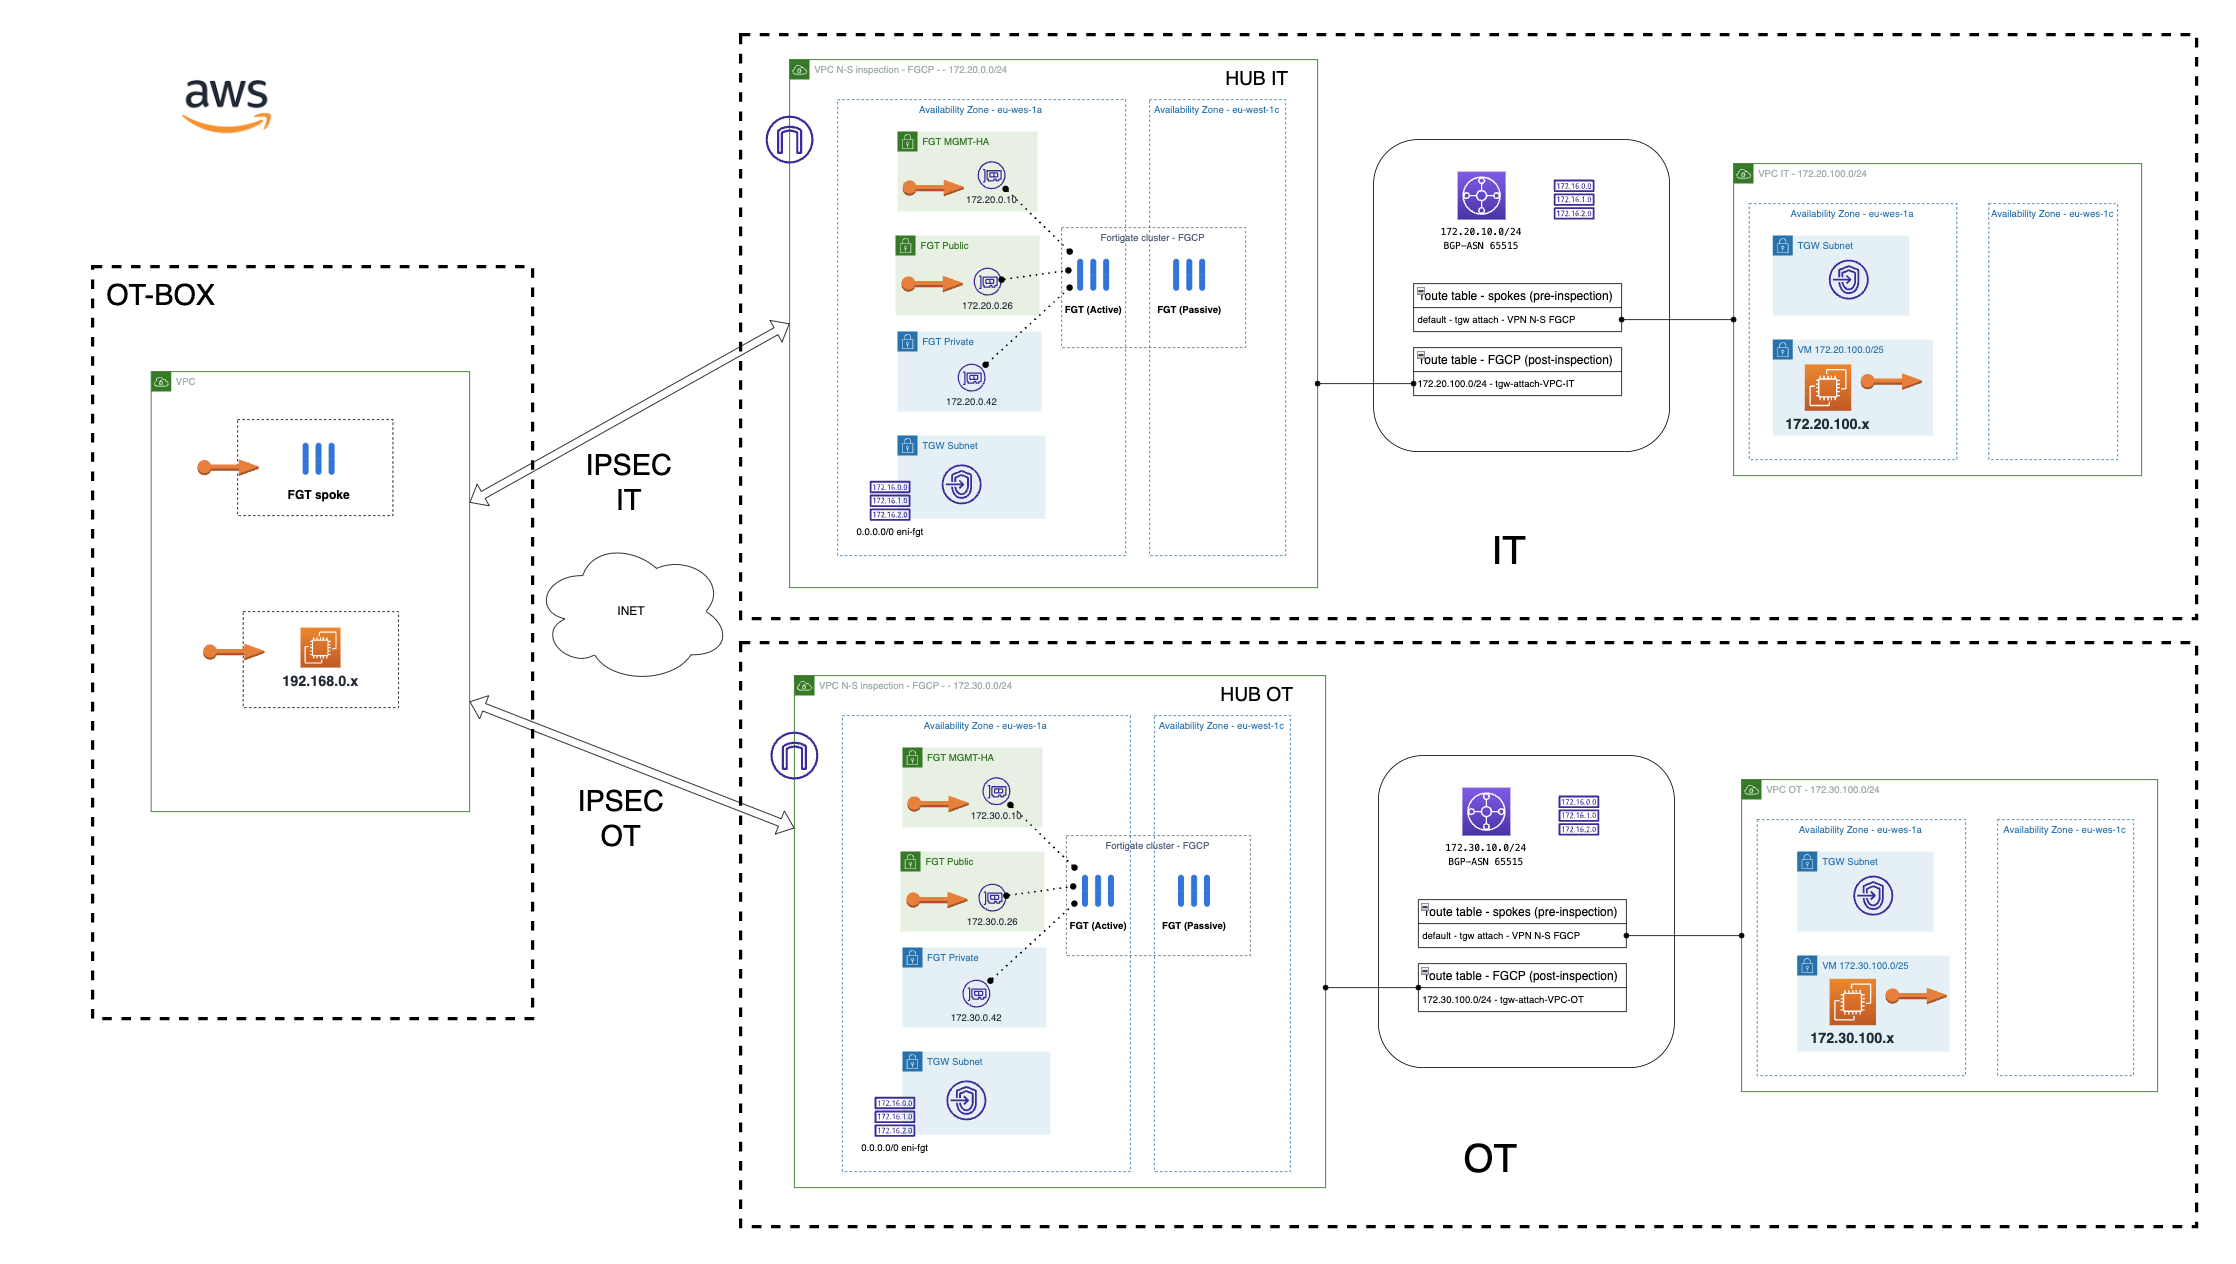 aws
OT-BOX
VPC
FGT spoke
192.168.0.x
IPSEC
IT
INET
IPSEC
OT
VPC N-S inspection - FGCP - - 172.20.0.0/24
HUB IT
Availability Zone - eu-wes-1a
Availability Zone - eu-west-1c
FGT MGMT-HA
172.20.0.10
FGT Public
172.20.0.26
Fortigate cluster - FGCP
FGT (Active)
FGT (Passive)
FGT Private
172.20.0.42
TGW Subnet
172.16.0.0
172.16.1.0
172.16.2.0
0.0.0.0/0 eni-fgt
172.20.10.0/24
BGP-ASN 65515
172.16.0.0
172.16.1.0
172.16.2.0
route table - spokes (pre-inspection)
default - tgw attach - VPN N-S FGCP
route table - FGCP (post-inspection)
172.20.100.0/24 - tgw-attach-VPC-IT
VPC IT - 172.20.100.0/24
Availability Zone - eu-wes-1a
Availability Zone - eu-wes-1c
TGW Subnet
VM 172.20.100.0/25
172.20.100.x
IT
VPC N-S inspection - FGCP - - 172.30.0.0/24
HUB OT
Availability Zone - eu-wes-1a
Availability Zone - eu-west-1c
FGT MGMT-HA
172.30.0.10
FGT Public
172.30.0.26
Fortigate cluster - FGCP
FGT (Active)
FGT (Passive)
FGT Private
172.30.0.42
TGW Subnet
172.16.0.0
172.16.1.0
172.16.2.0
0.0.0.0/0 eni-fgt
172.30.10.0/24
BGP-ASN 65515
172.16.0.0
172.16.1.0
172.16.2.0
route table - spokes (pre-inspection)
default - tgw attach - VPN N-S FGCP
route table - FGCP (post-inspection)
172.30.100.0/24 - tgw-attach-VPC-OT
VPC OT - 172.30.100.0/24
Availability Zone - eu-wes-1a
Availability Zone - eu-wes-1c
TGW Subnet
VM 172.30.100.0/25
172.30.100.x
OT